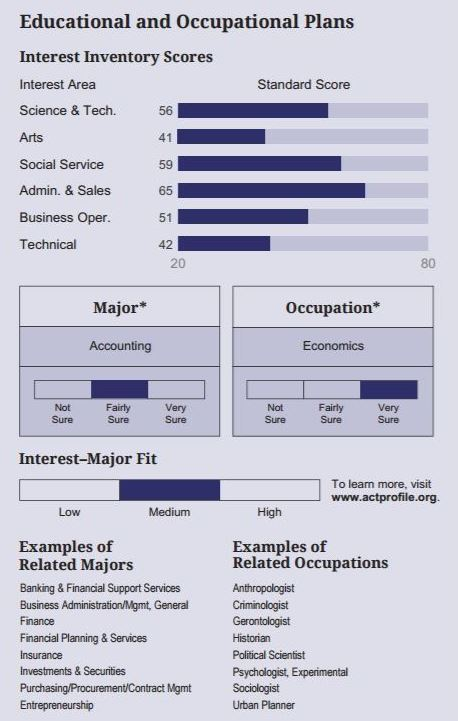 Educational and Occupational Plans
Interest Inventory Scores
Interest Area Standard Score
Science & Tech. 56
Arts 41
Social Service 59
Admin. & Sales 65
Business Oper. 51
Technical 42
20 80
Major*
Accounting
Not Sure Fairly Sure Very Sure
Occupation*
Economics
Not Sure Fairly Sure Very Sure
Interest–Major Fit
Low Medium High
To learn more, visit
www.actprofile.org.
Examples of
Related Majors
Banking & Financial Support Services
Business Administration/Mgmt, General
Finance
Financial Planning & Services
Insurance
Investments & Securities
Purchasing/Procurement/Contract Mgmt
Entrepreneurship
Examples of
Related Occupations
Anthropologist
Criminologist
Gerontologist
Historian
Political Scientist
Psychologist, Experimental
Sociologist
Urban Planner